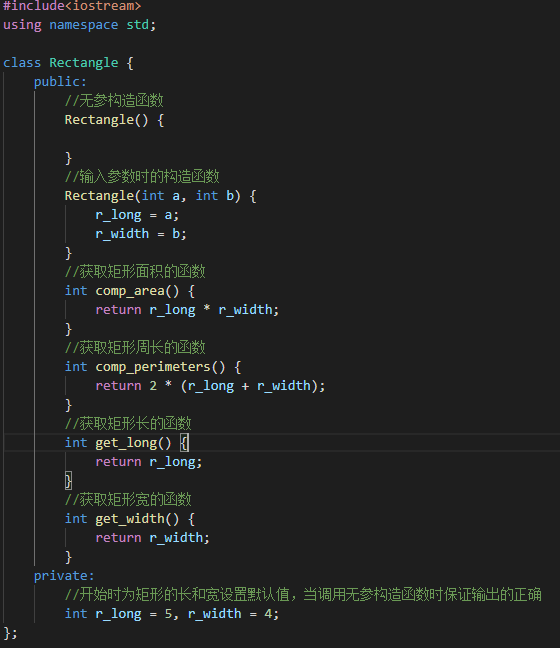 #include<iostream>
using namespace std;
class Rectangle {
public:
//无参构造函数
Rectangle() {
}
//输入参数时的构造函数
Rectangle(int a, int b) {
r_long = a;
r_width = b;
}
//获取矩形面积的函数
int comp_area() {
return r_long * r_width;
}
//获取矩形周长的函数
int comp_perimeters() {
return 2 * (r_long + r_width);
}
//获取矩形长的函数
int get_long() {
return r_long;
}
//获取矩形宽的函数
int get_width() {
return r_width;
}
private:
//开始时为矩形的长和宽设置默认值，当调用无参构造函数时保证输出的正确
int r_long = 5, r_width = 4;
};